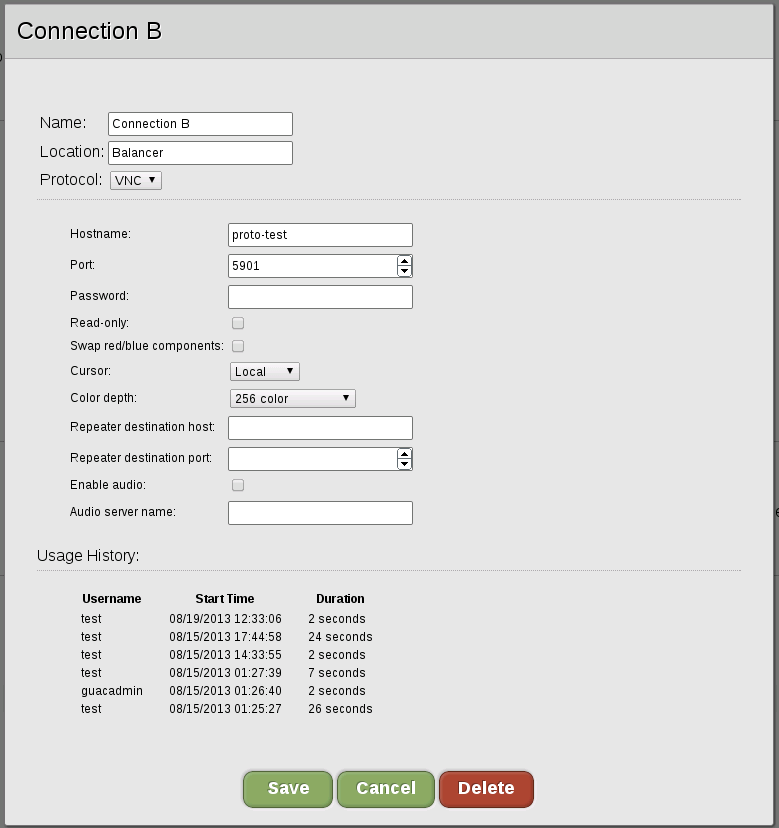 Connection B
Name: Connection B
Location: Balancer
Protocol: VNC
Hostname: proto-test
Port: 5901
Password:
Read-only:
Swap red/blue components:
Cursor: Local
Color depth: 256 color
Repeater destination host:
Repeater destination port:
Enable audio:
Audio server name:
Usage History:
Username Start Time Duration
test 08/19/2013 12:33:06 2 seconds
test 08/15/2013 17:44:58 24 seconds
test 08/15/2013 14:33:55 2 seconds
test 08/15/2013 01:27:39 7 seconds
guacadmin 08/15/2013 01:26:40 2 seconds
test 08/15/2013 01:25:27 26 seconds
Save Cancel Delete